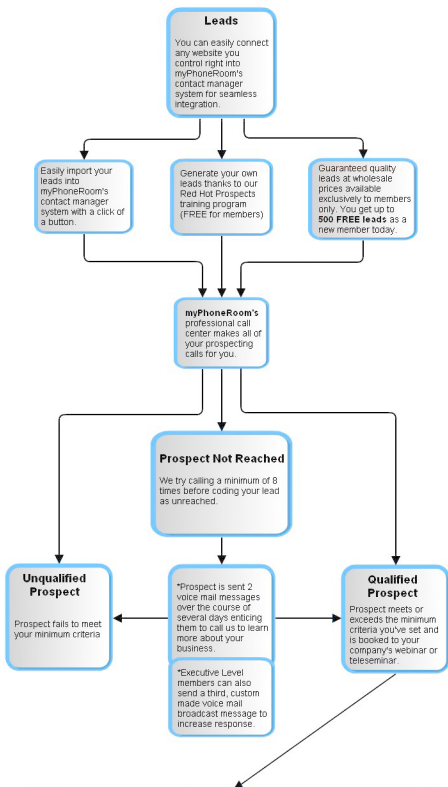 Leads
You can easily connect
any website you
control right into
myPhoneRoom's
contact manager
system for seamless
integration.
Easily import your
leads into
myPhoneRoom's
contact manager
system with a click of
a button.
Generate your own
leads thanks to our
Red Hot Prospects
training program
(FREE for members)
Guaranteed quality
leads at wholesale
prices available
exclusively to members
only. You get up to
500 FREE leads as a
new member today.
myPhoneRoom's
professional call
center makes all of
your prospecting
calls for you.
Prospect Not Reached
We try calling a minimum of 8
times before coding your lead
as unreached.
Unqualified
Prospect
Prospect fails to meet
your minimum criteria
*Prospect is sent 2
voice mail messages
over the course of
several days enticing
them to call us to learn
more about your
business.
*Executive Level
members can also
send a third, custom
made voice mail
broadcast message to
increase response.
Qualified
Prospect
Prospect meets or
exceeds the minimum
criteria you've set and
is booked to your
company's webinar or
teleseminar.